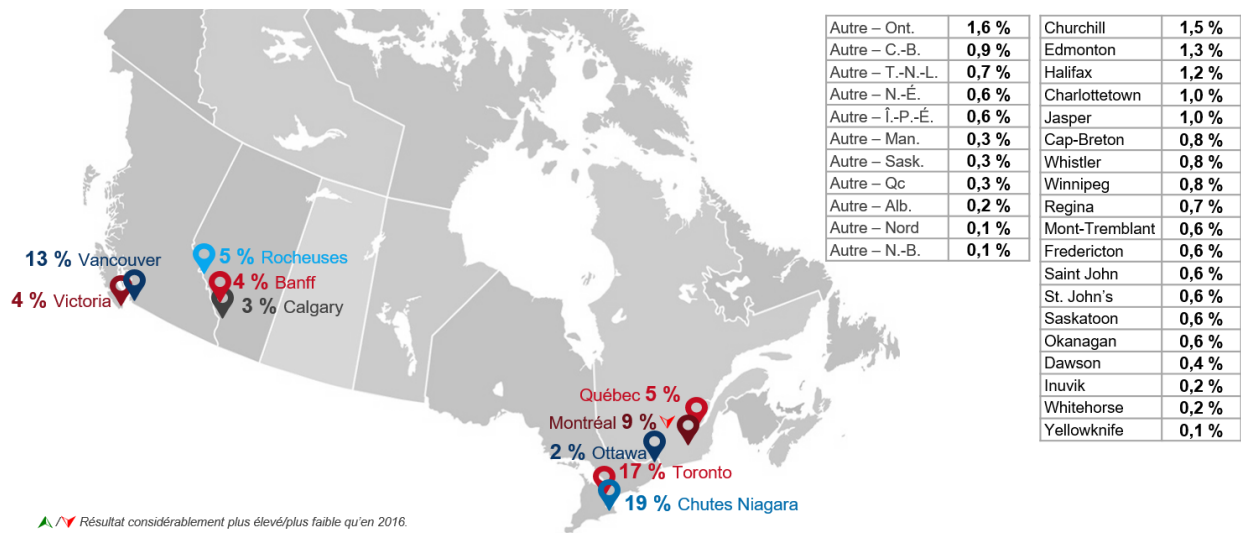 13 % Vancouver
4 % Victoria
5 % Rocheuses
4 % Banff
3 % Calgary
Québec 5 %
Montréal 9 %
2 % Ottawa
17 % Toronto
19 % Chutes Niagara
/ Résultat considérablement plus élevé/plus faible qu'en 2016.
Autre – Ont. 1,6 %
Autre – C.-B. 0,9 %
Autre – T.-N.-L. 0,7 %
Autre – N.-É. 0,6 %
Autre – Î.-P.-É. 0,6 %
Autre – Man. 0,3 %
Autre – Sask. 0,3 %
Autre – Qc 0,3 %
Autre – Alb. 0,2 %
Autre – Nord 0,1 %
Autre – N.-B. 0,1 %
Churchill 1,5 %
Edmonton 1,3 %
Halifax 1,2 %
Charlottetown 1,0 %
Jasper 1,0 %
Cap-Breton 0,8 %
Whistler 0,8 %
Winnipeg 0,8 %
Regina 0,7 %
Mont-Tremblant 0,6 %
Fredericton 0,6 %
Saint John 0,6 %
St. John's 0,6 %
Saskatoon 0,6 %
Okanagan 0,6 %
Dawson 0,4 %
Inuvik 0,2 %
Whitehorse 0,2 %
Yellowknife 0,1 %